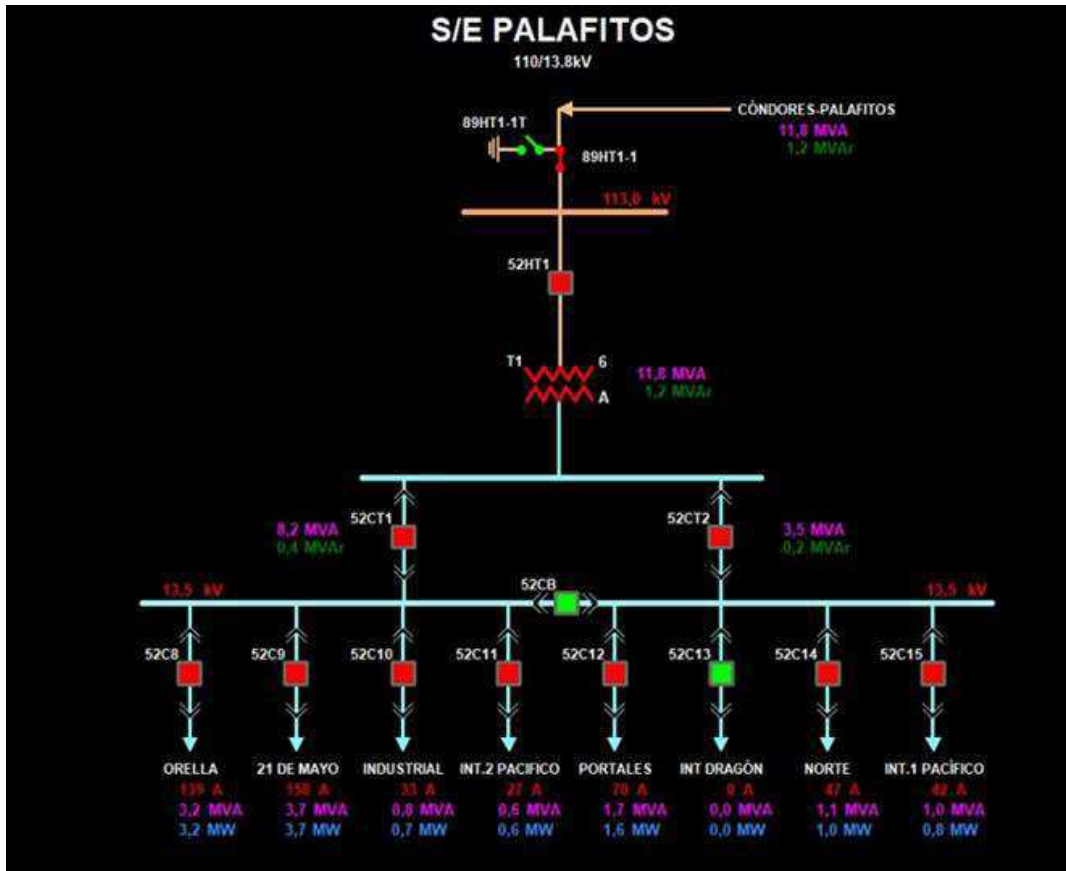 S/E PALAFITOS
110/13.8kV
CÓNDORES-PALAFITOS
11,8 MVA
1,2 MVAr
89HT1-1T
89HT1-1
113,0 kV
52HT1
T1 6
A
11,8 MVA
1,2 MVAr
52CT1
8,2 MVA
0,4 MVAr
52CT2
3,5 MVA
0,2 MVAr
13,5 kV
52CB
13,5 kV
52C8 52C9 52C10 52C11 52C12 52C13 52C14 52C15
ORELLA 21 DE MAYO INDUSTRIAL INT.2 PACIFICO PORTALES INT DRAGÓN NORTE INT.1 PACÍFICO
139 A 158 A 33 A 27 A 70 A 0 A 47 A 42 A
3,2 MVA 3,7 MVA 0,8 MVA 0,6 MVA 1,7 MVA 0,0 MVA 1,1 MVA 1,0 MVA
3,2 MW 3,7 MW 0,7 MW 0,6 MW 1,6 MW 0,0 MW 1,0 MW 0,8 MW